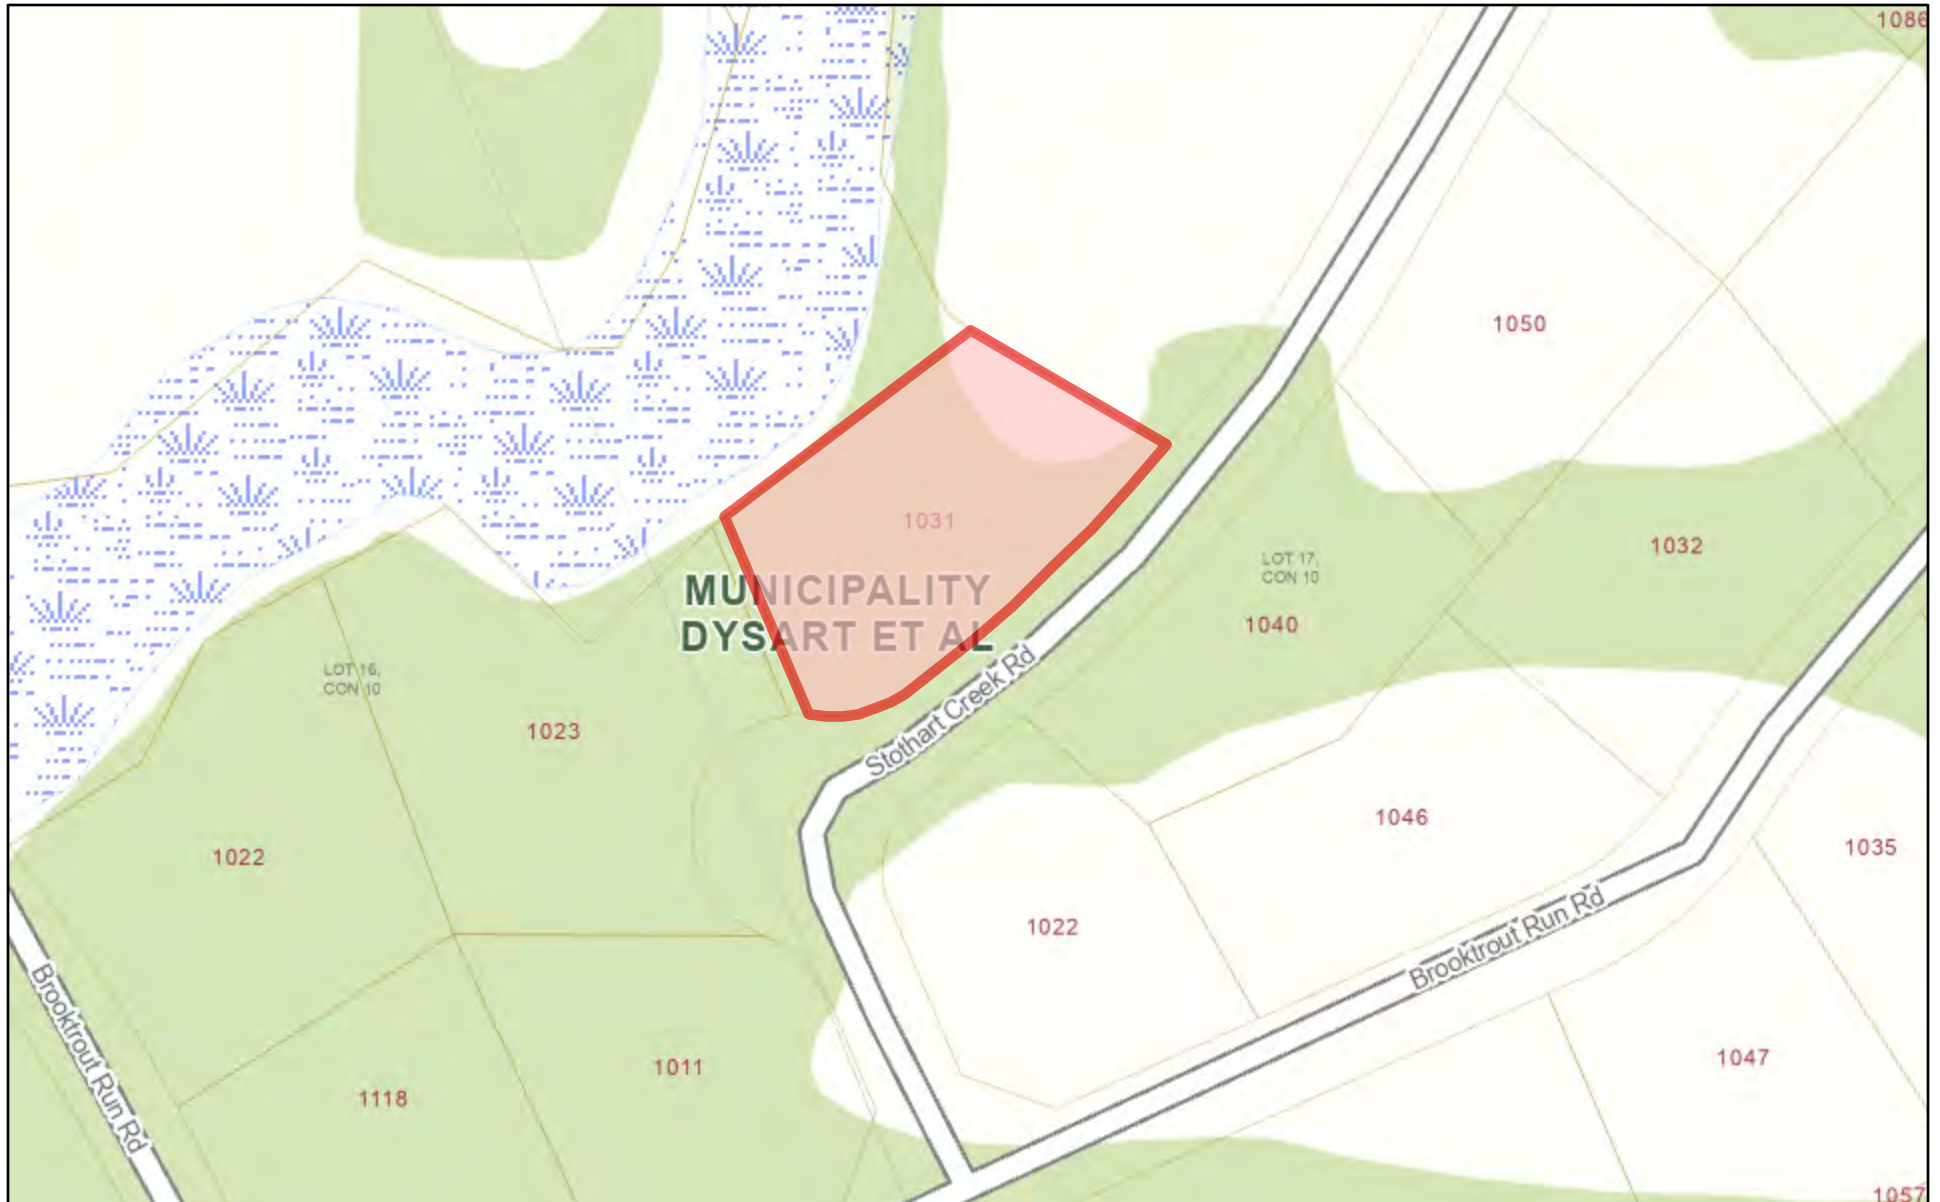 1086
1050
1031
1032
LOT 17,
CON 10
MUNICIPALITY
DYSART ET AL
1040
LOT 16,
CON 10
1023
Stothart Creek Rd
1046
1035
1022
1022
Brooktrout Run Rd
Brooktrout Run Rd
1011
1047
1118
1057